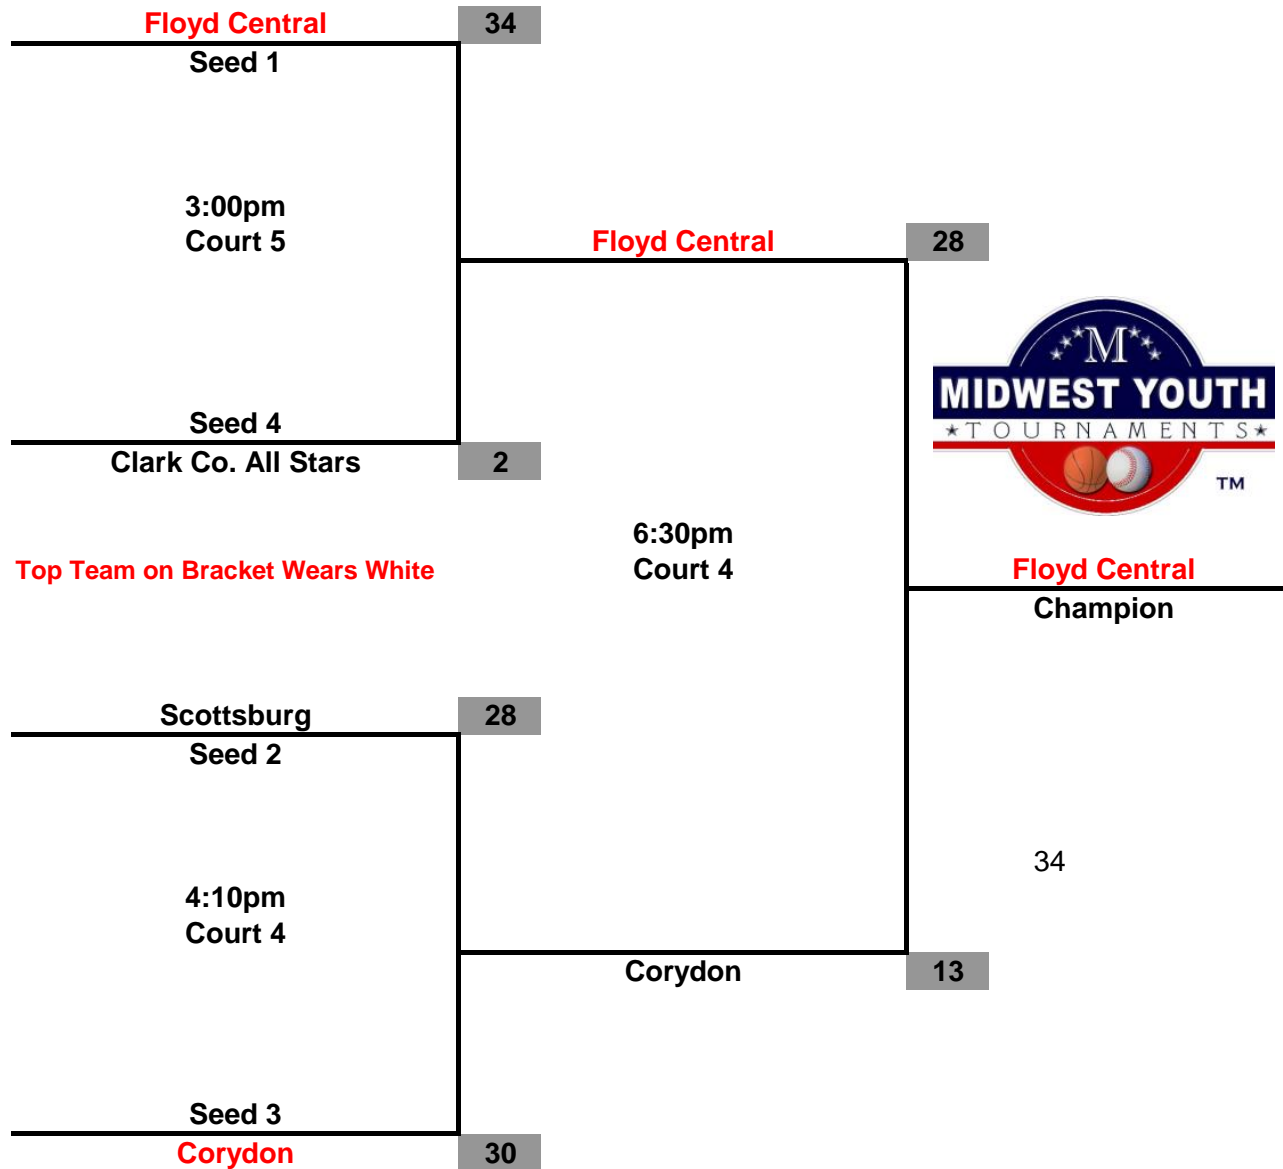 Floyd Central 34
Seed 1
3:00pm
Court 5
Floyd Central 28
M
MIDWEST YOUTH
TOURNAMENTS
TM
Seed 4
Clark Co. All Stars 2
6:30pm
Top Team on Bracket Wears White
Court 4
Floyd Central
Champion
Scottsburg 28
Seed 2
34
4:10pm
Court 4
Corydon 13
Seed 3
Corydon 30